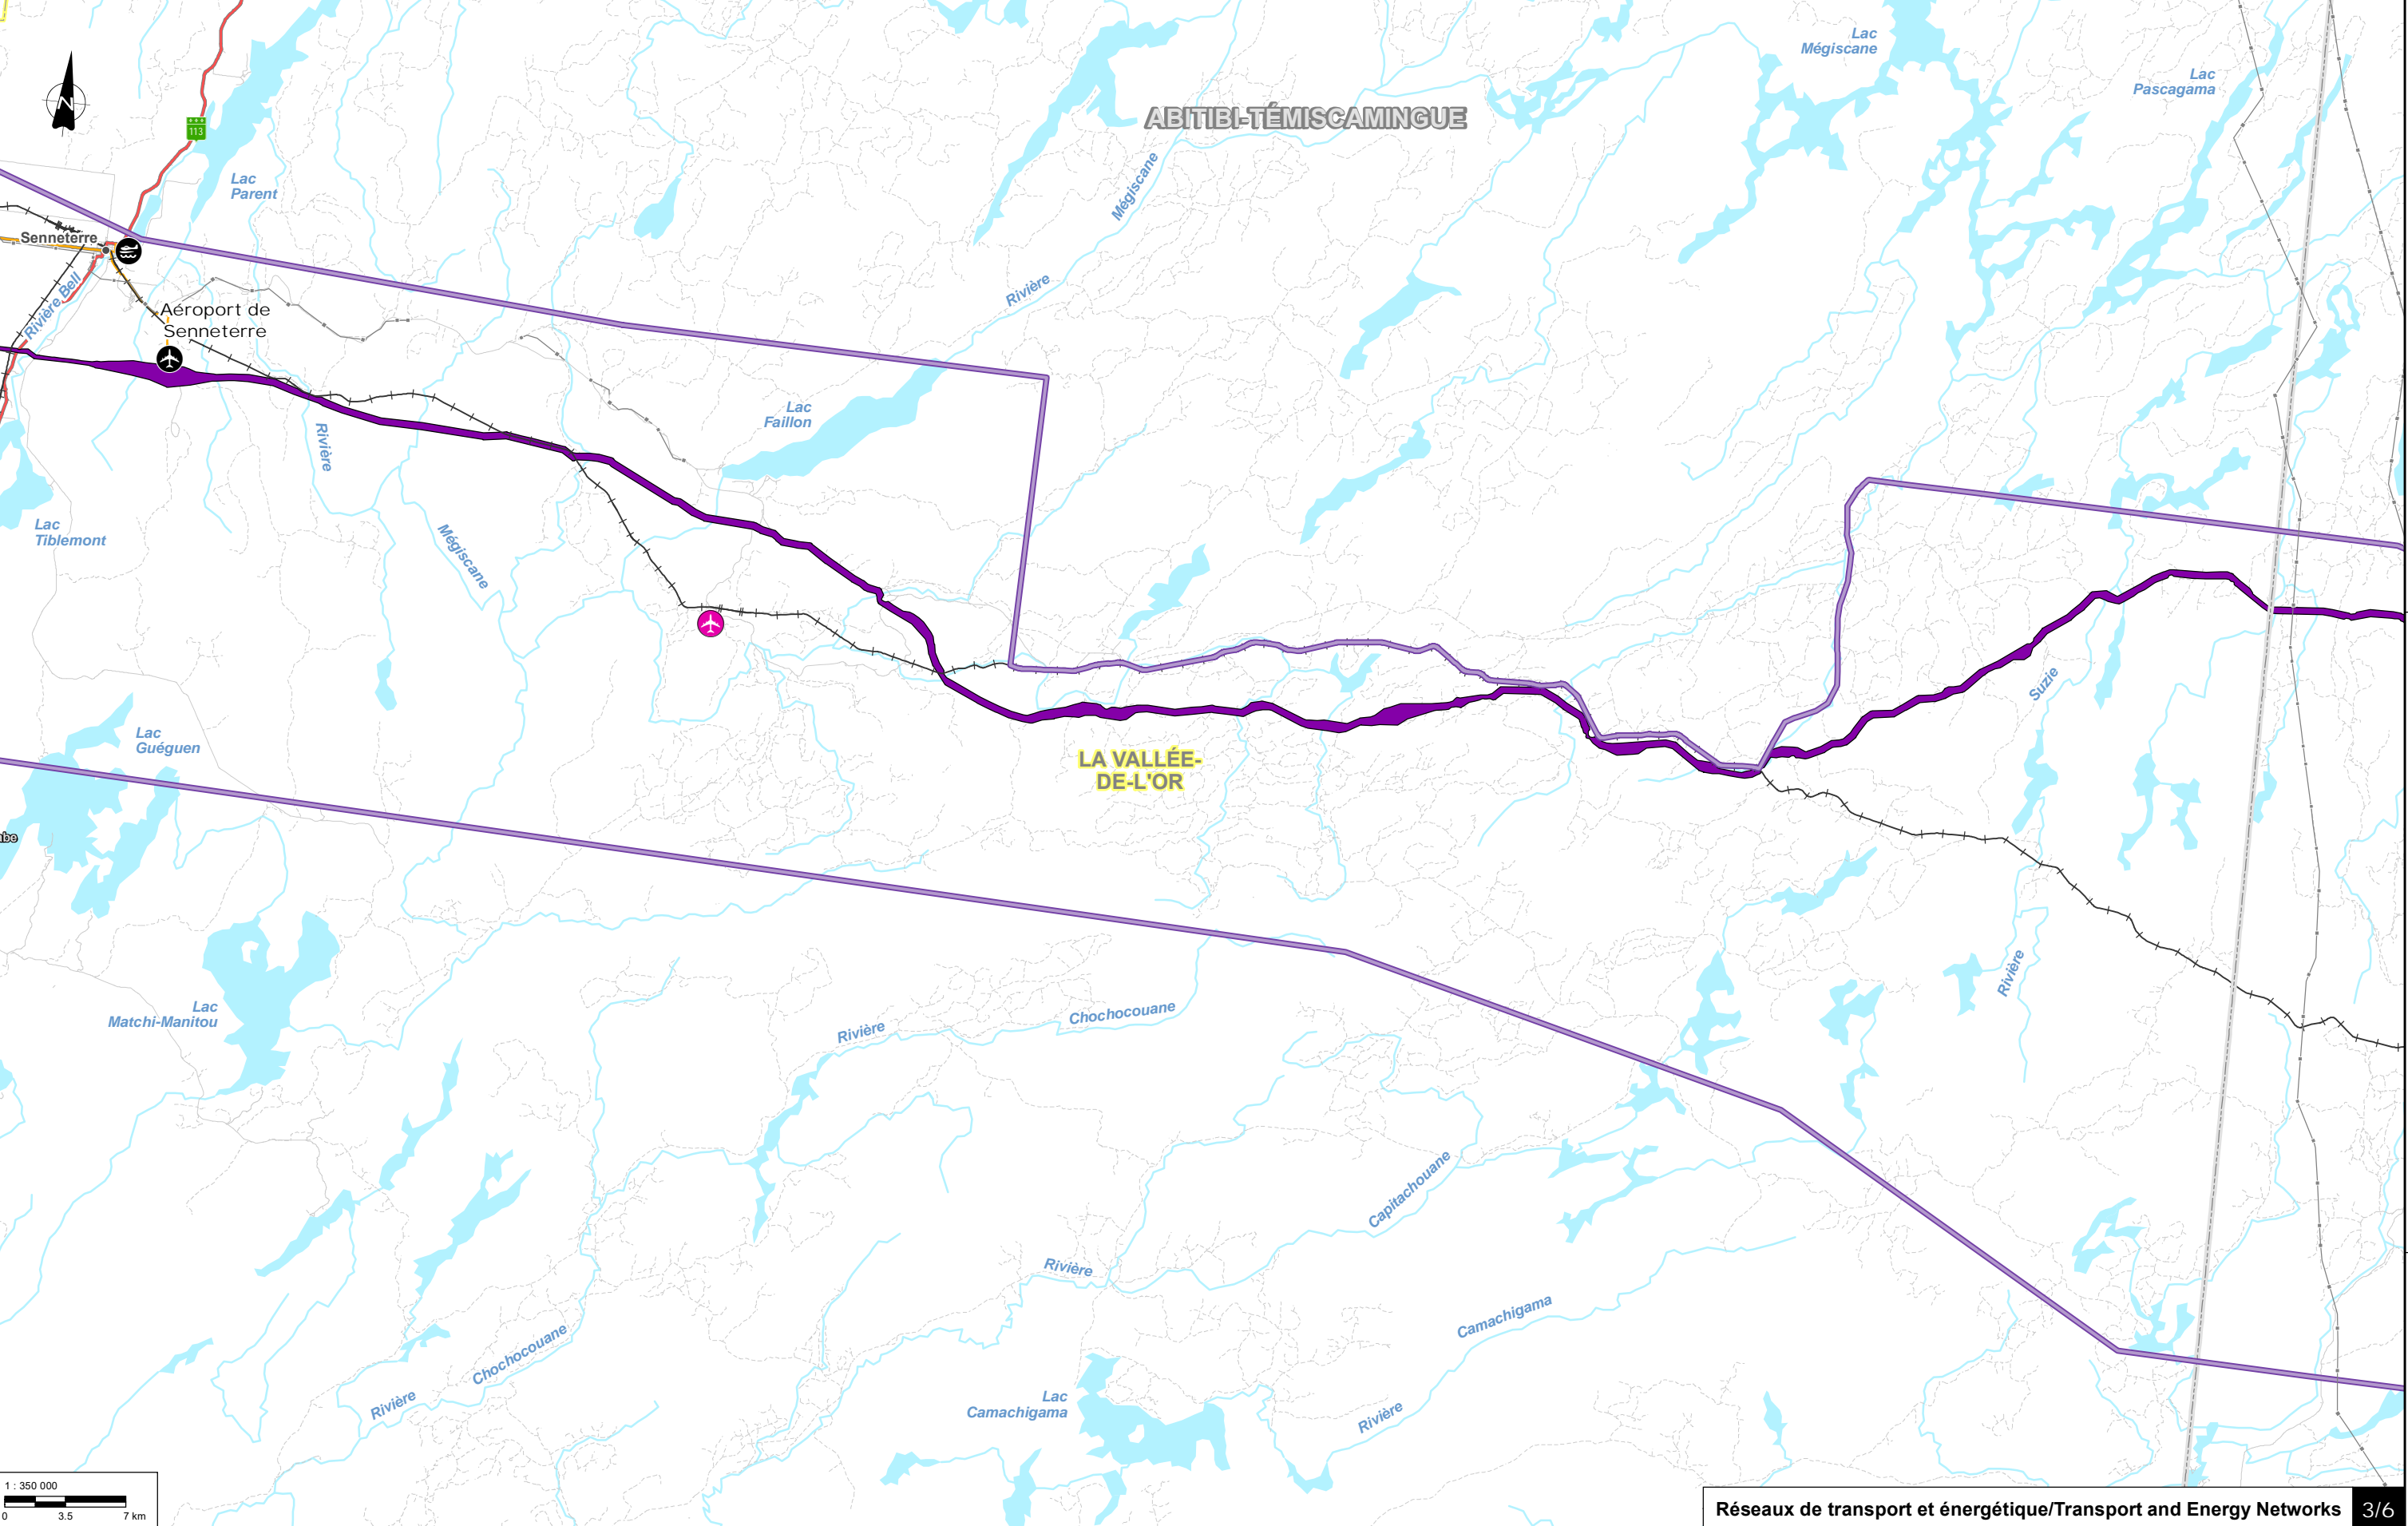 Lac
Mégiscane
Lac
Pascagama
N
ABITIBI-TÉMISCAMINGUE
113
Lac
Parent
Mégiscane
Senneterre
Rivière Bell
Rivière
Aéroport de
Senneterre
Lac
Faillon
Rivière
Lac
Tiblemont
Mégiscane
Suzie
Lac
Guéguen
LA VALLÉE-
DE-L'OR
abe
Rivière
Lac
Matchi-Manitou
Rivière
Chochocouane
Capitachouane
Rivière
Camachigama
Chochocouane
Rivière
Lac
Camachigama
Rivière
1 : 350 000
0 3.5 7 km
Réseaux de transport et énergétique/Transport and Energy Networks 3/6